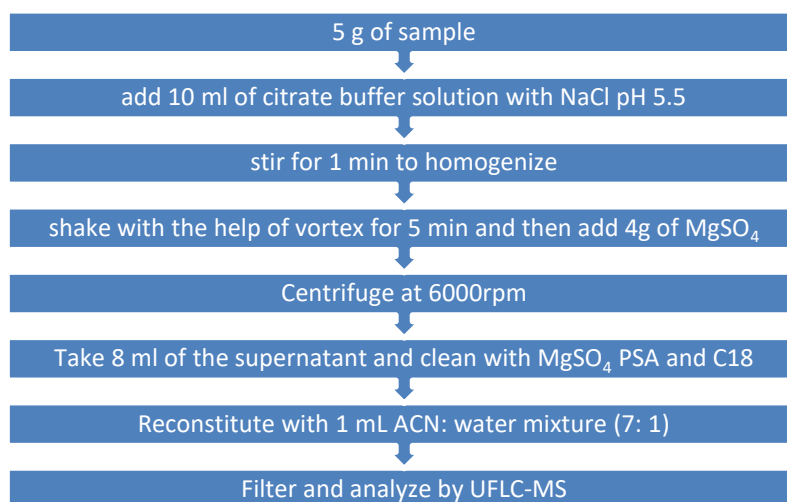 5 g of sample
add 10 ml of citrate buffer solution with NaCl pH 5.5
stir for 1 min to homogenize
shake with the help of vortex for 5 min and then add 4g of MgSO₄
Centrifuge at 6000rpm
Take 8 ml of the supernatant and clean with MgSO₄ PSA and C18
Reconstitute with 1 mL ACN: water mixture (7: 1)
Filter and analyze by UFLC-MS